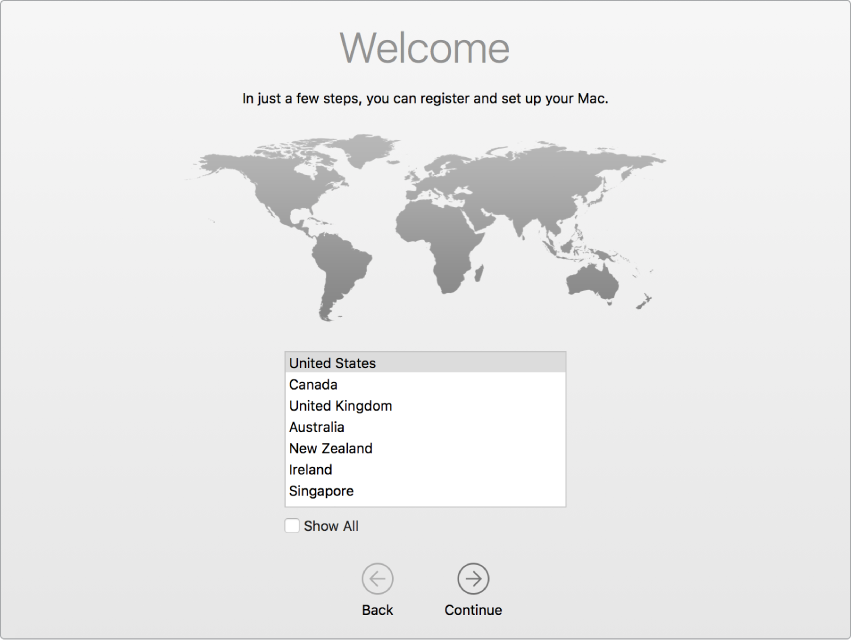 Welcome
In just a few steps, you can register and set up your Mac.
United States
Canada
United Kingdom
Australia
New Zealand
Ireland
Singapore
Show All
Back
Continue